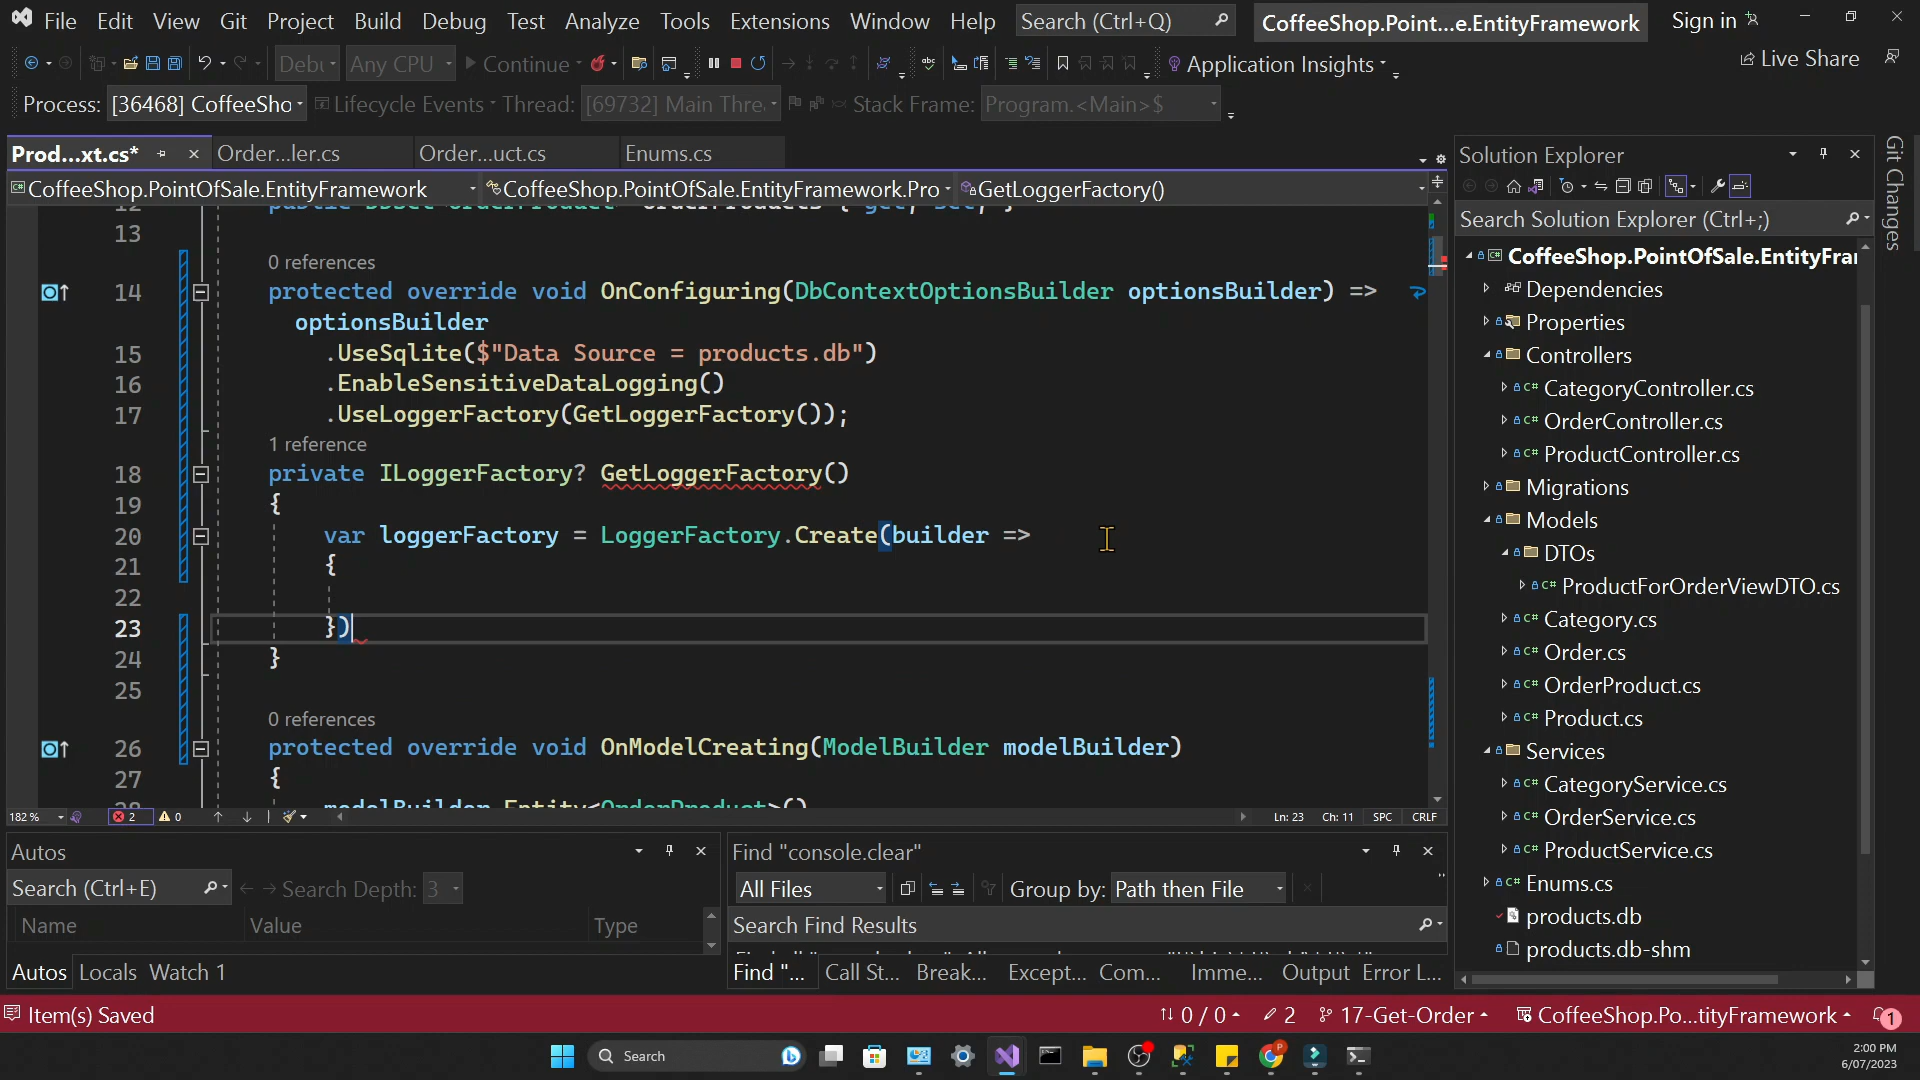 File Edit View Git Project Build Debug Test Analyze Tools Extensions Window Help Search (Ctrl+Q) CoffeeShop.Point...e.EntityFramework Sign in
Debu Any CPU Continue Application Insights Live Share
Process: [36468] CoffeeSho Lifecycle Events Thread: [69732] Main Thre Stack Frame: Program.<Main>$
Prod...xt.cs* Order...ler.cs Order...uct.cs Enums.cs
CoffeeShop.PointOfSale.EntityFramework CoffeeShop.PointOfSale.EntityFramework.Pro GetLoggerFactory()
13
0 references
14 protected override void OnConfiguring(DbContextOptionsBuilder optionsBuilder) =>
optionsBuilder
15 .UseSqlite($"Data Source = products.db")
16 .EnableSensitiveDataLogging()
17 .UseLoggerFactory(GetLoggerFactory());
1 reference
18 private ILoggerFactory? GetLoggerFactory()
19 {
20 var loggerFactory = LoggerFactory.Create(builder =>
21 {
22
23 })
24 }
25
0 references
26 protected override void OnModelCreating(ModelBuilder modelBuilder)
27 {
28 modelBuilder.Entity<OrderProduct>()
182 % 2 0 Ln: 23 Ch: 11 SPC CRLF
Autos
Search (Ctrl+E) Search Depth: 3
Name Value Type
Autos Locals Watch 1
Find "console.clear"
All Files Group by: Path then File
Search Find Results
Find "... Call St... Break... Except... Com... Imme... Output Error L...
Solution Explorer
Search Solution Explorer (Ctrl+;)
CoffeeShop.PointOfSale.EntityFra
Dependencies
Properties
Controllers
CategoryController.cs
OrderController.cs
ProductController.cs
Migrations
Models
DTOs
ProductForOrderViewDTO.cs
Category.cs
Order.cs
OrderProduct.cs
Product.cs
Services
CategoryService.cs
OrderService.cs
ProductService.cs
Enums.cs
products.db
products.db-shm
Git Changes
Item(s) Saved 0 / 0 2 17-Get-Order CoffeeShop.Po...tityFramework 1
Search 2:00 PM
6/07/2023